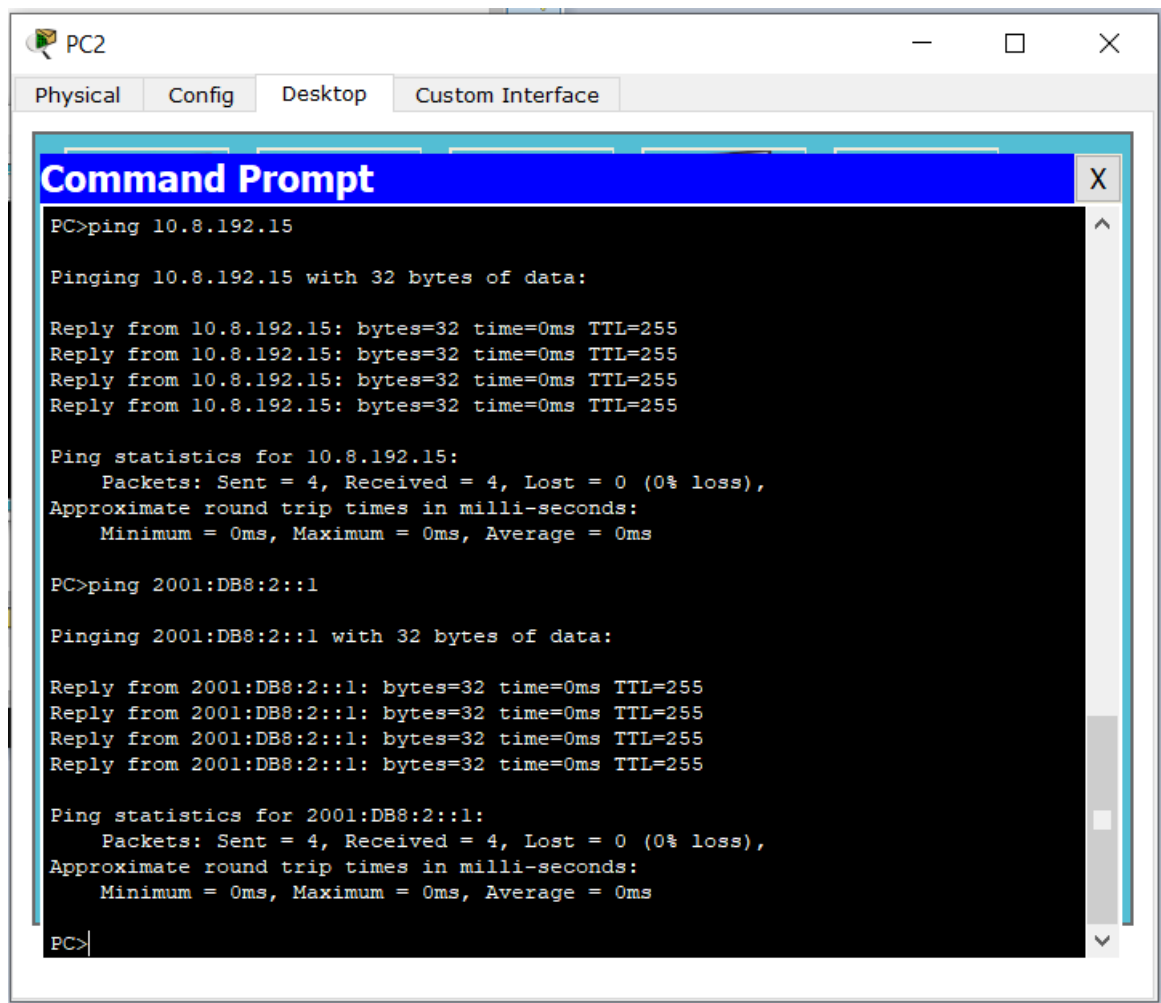 PC2
Physical Config Desktop Custom Interface
Command Prompt X
PC>ping 10.8.192.15
Pinging 10.8.192.15 with 32 bytes of data:
Reply from 10.8.192.15: bytes=32 time=0ms TTL=255
Reply from 10.8.192.15: bytes=32 time=0ms TTL=255
Reply from 10.8.192.15: bytes=32 time=0ms TTL=255
Reply from 10.8.192.15: bytes=32 time=0ms TTL=255
Ping statistics for 10.8.192.15:
Packets: Sent = 4, Received = 4, Lost = 0 (0% loss),
Approximate round trip times in milli-seconds:
Minimum = 0ms, Maximum = 0ms, Average = 0ms
PC>ping 2001:DB8:2::1
Pinging 2001:DB8:2::1 with 32 bytes of data:
Reply from 2001:DB8:2::1: bytes=32 time=0ms TTL=255
Reply from 2001:DB8:2::1: bytes=32 time=0ms TTL=255
Reply from 2001:DB8:2::1: bytes=32 time=0ms TTL=255
Reply from 2001:DB8:2::1: bytes=32 time=0ms TTL=255
Ping statistics for 2001:DB8:2::1:
Packets: Sent = 4, Received = 4, Lost = 0 (0% loss),
Approximate round trip times in milli-seconds:
Minimum = 0ms, Maximum = 0ms, Average = 0ms
PC>